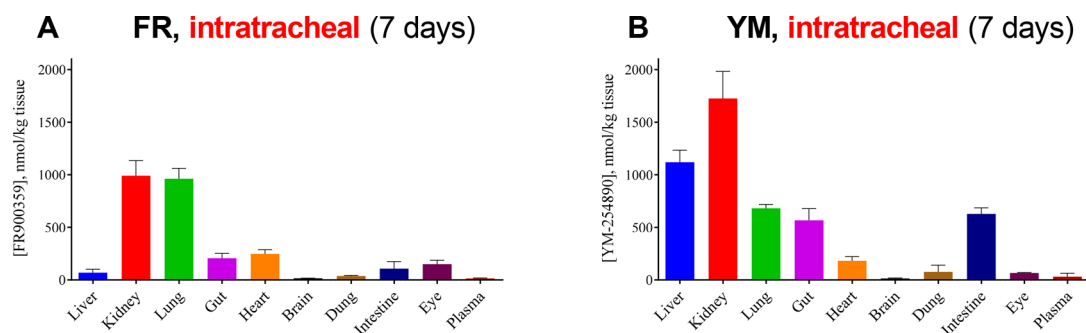 A FR, intratracheal (7 days)
[FR900359], nmol/kg tissue
2000
1500
1000
500
0
Liver Kidney Lung Gut Heart Brain Dung Intestine Eye Plasma
B YM, intratracheal (7 days)
[YM-254890], nmol/kg tissue
2000
1500
1000
500
0
Liver Kidney Lung Gut Heart Brain Dung Intestine Eye Plasma